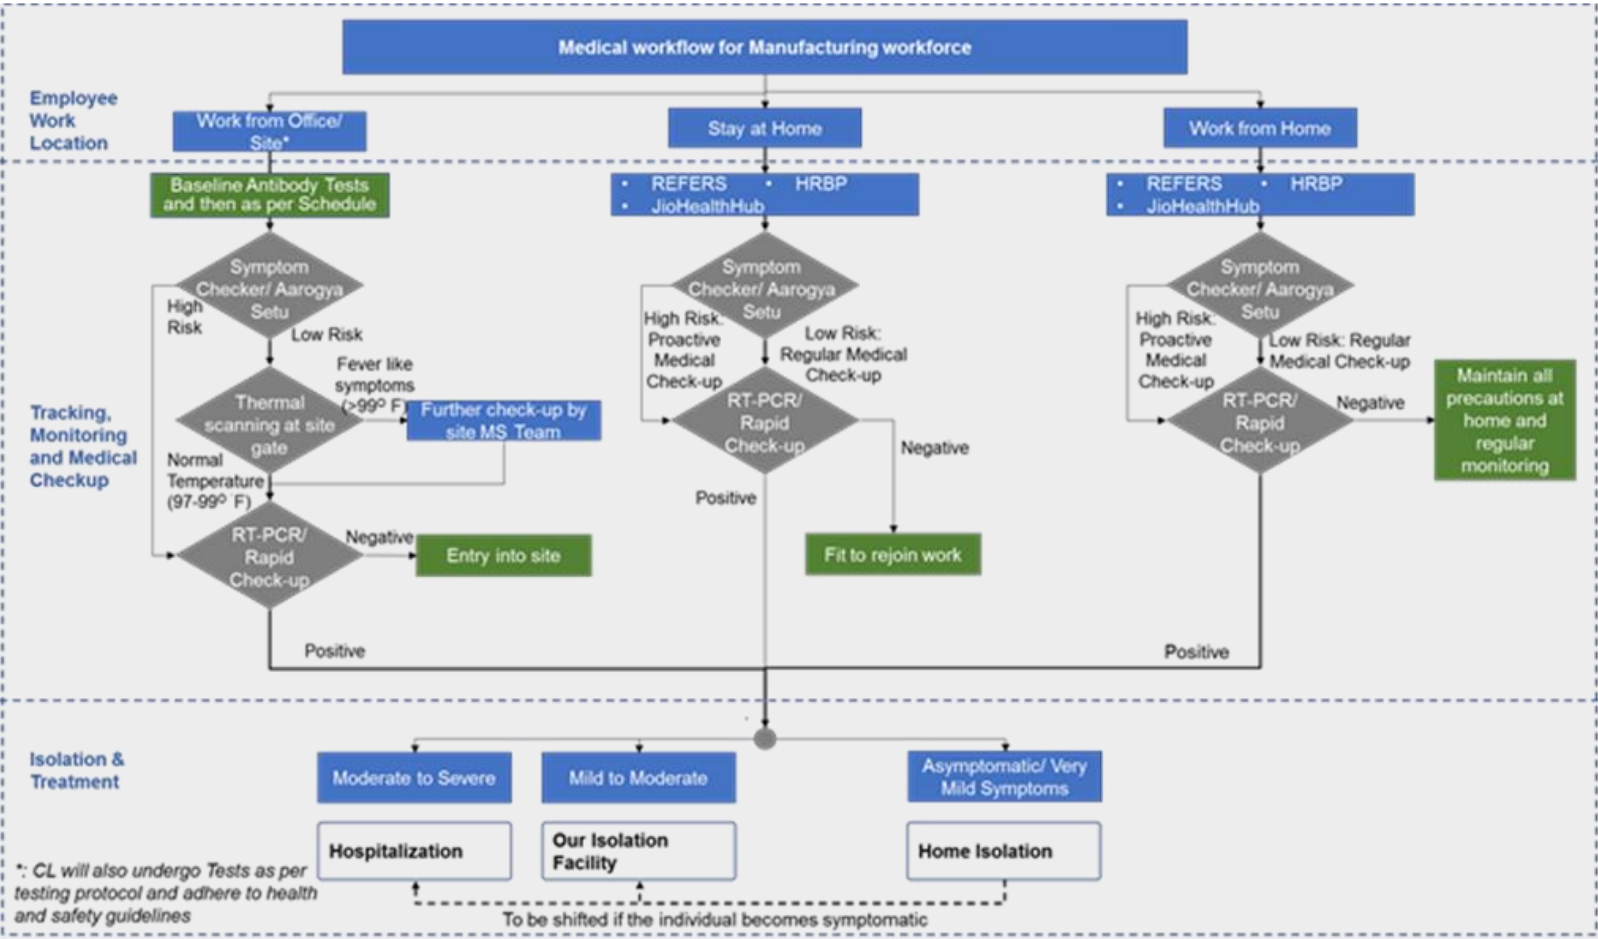 Medical workflow for Manufacturing workforce
Employee
Work
Location
Work from Office/
Site*
Stay at Home
Work from Home
Baseline Antibody Tests
and then as per Schedule
• REFERS • HRBP
• JioHealthHub
• REFERS • HRBP
• JioHealthHub
Tracking,
Monitoring
and Medical
Checkup
Symptom
Checker/ Aarogya
Setu
High
Risk
Low Risk
Fever like
symptoms
(>99º F)
Thermal
scanning at site
gate
Further check-up by
site MS Team
Normal
Temperature
(97-99º F)
RT-PCR/
Rapid
Check-up
Negative
Entry into site
Positive
Symptom
Checker/ Aarogya
Setu
High Risk:
Proactive
Medical
Check-up
Low Risk:
Regular Medical
Check-up
RT-PCR/
Rapid
Check-up
Negative
Positive
Fit to rejoin work
Symptom
Checker/ Aarogya
Setu
High Risk:
Proactive
Medical
Check-up
Low Risk: Regular
Medical Check-up
RT-PCR/
Rapid
Check-up
Negative
Maintain all
precautions at
home and
regular
monitoring
Positive
Isolation &
Treatment
Moderate to Severe
Mild to Moderate
Asymptomatic/ Very
Mild Symptoms
Hospitalization
Our Isolation
Facility
Home Isolation
*: CL will also undergo Tests as per
testing protocol and adhere to health
and safety guidelines
To be shifted if the individual becomes symptomatic